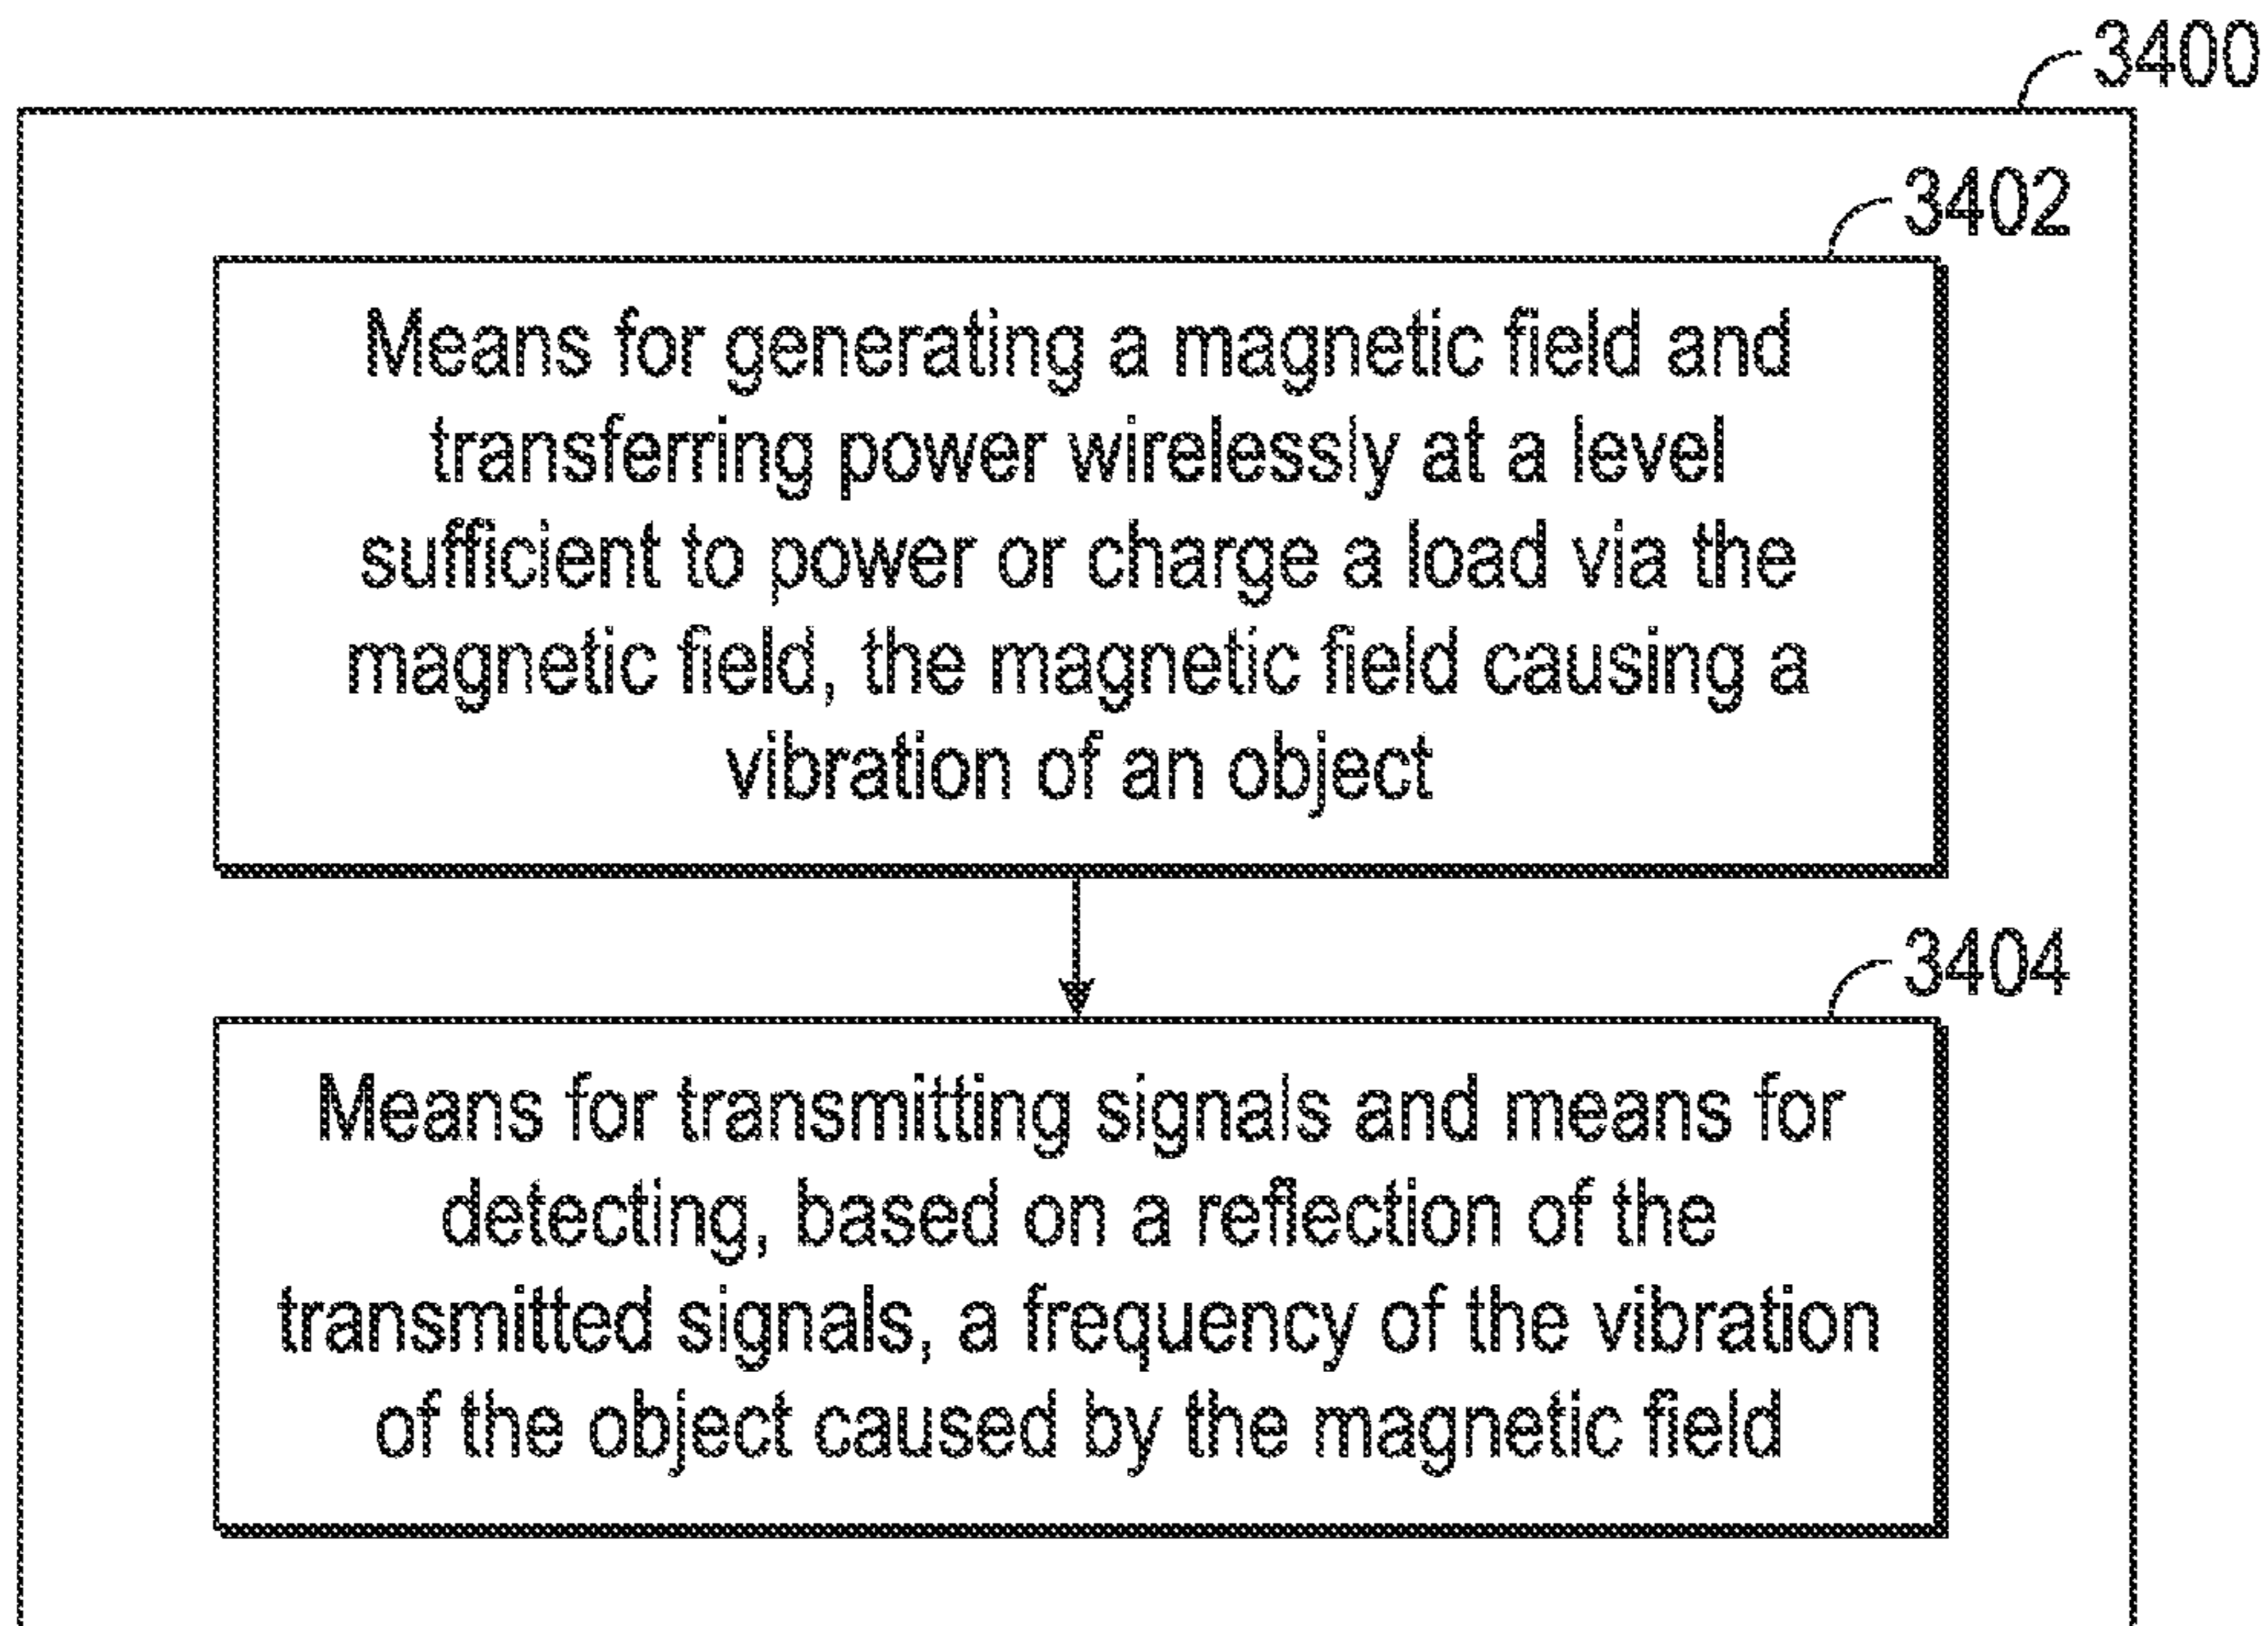 3400
3402
Means for generating a magnetic field and
transferring power wirelessly at a level
sufficient to power or charge a load via the
magnetic field, the magnetic field causing a
vibration of an object
3404
Means for transmitting signals and means for
detecting, based on a reflection of the
transmitted signals, a frequency of the vibration
of the object caused by the magnetic field